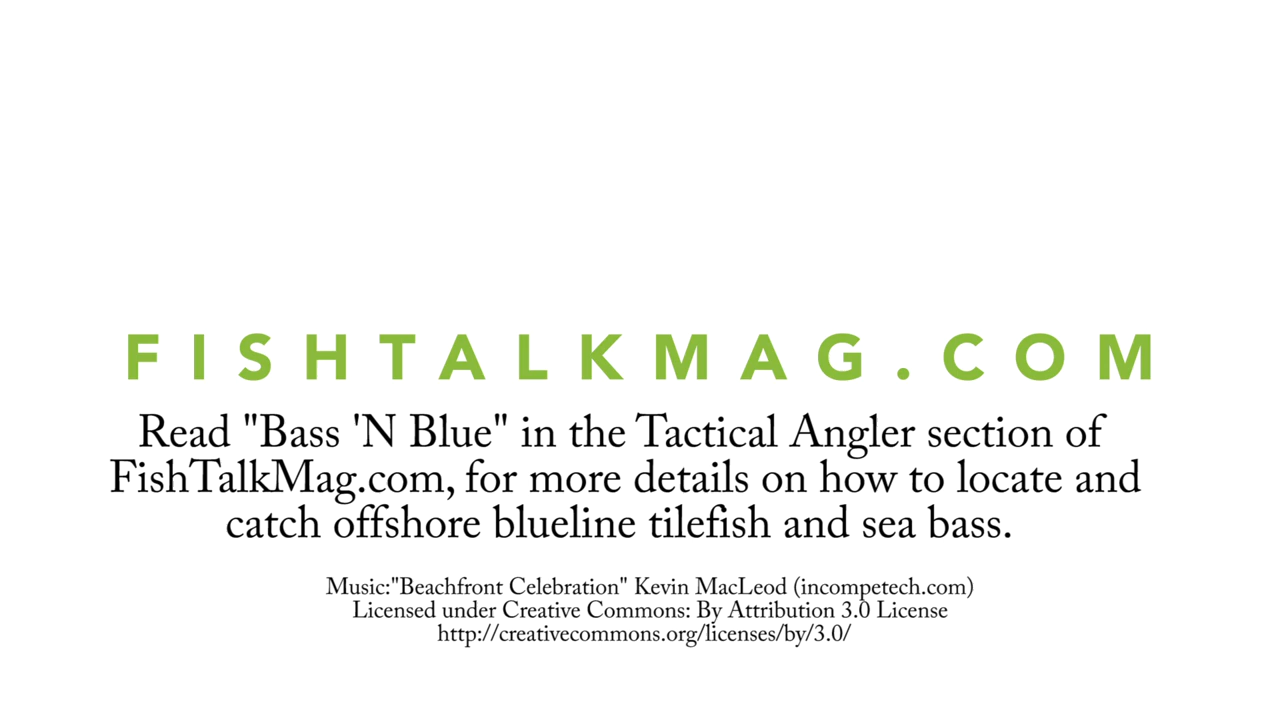 FISHTALKMAG.COM
Read "Bass 'N Blue" in the Tactical Angler section of
FishTalkMag.com, for more details on how to locate and
catch offshore blueline tilefish and sea bass.
Music:"Beachfront Celebration" Kevin MacLeod (incompetech.com)
Licensed under Creative Commons: By Attribution 3.0 License
http://creativecommons.org/licenses/by/3.0/